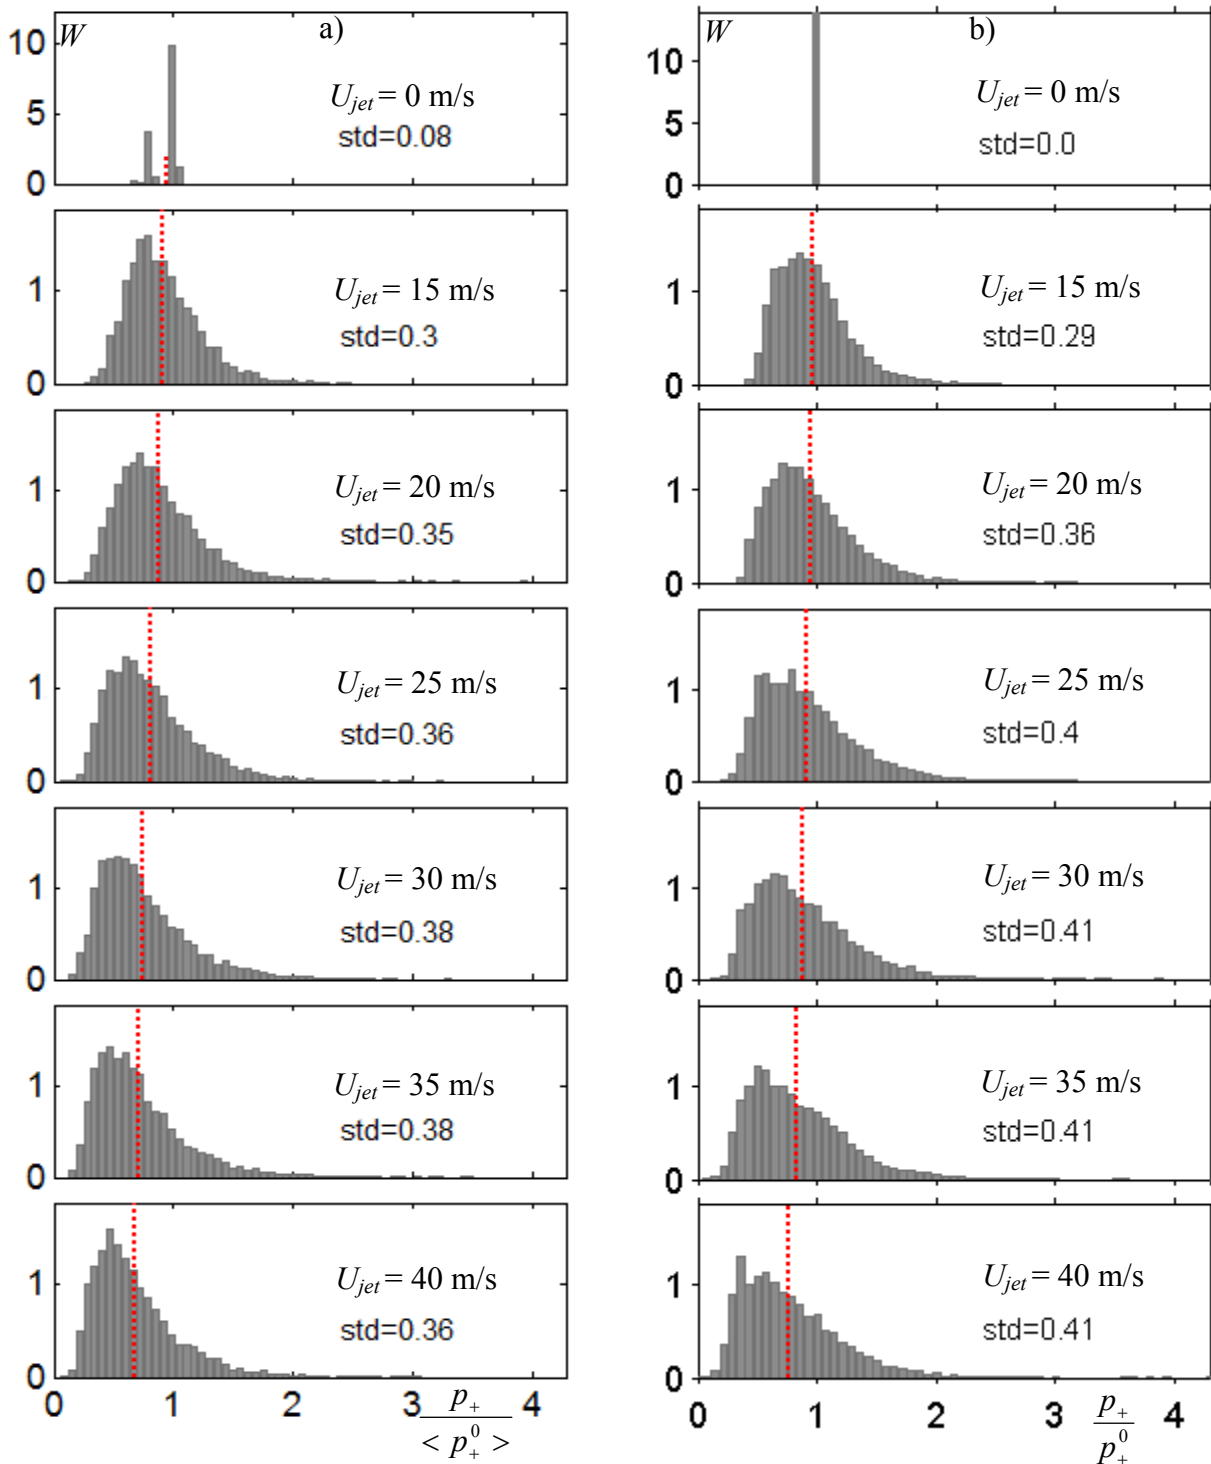 W a)
10
5
0
U_jet = 0 m/s
std=0.08
1
0
U_jet = 15 m/s
std=0.3
1
0
U_jet = 20 m/s
std=0.35
1
0
U_jet = 25 m/s
std=0.36
1
0
U_jet = 30 m/s
std=0.38
1
0
U_jet = 35 m/s
std=0.38
1
0
U_jet = 40 m/s
std=0.36
0 1 2 3 4
p_+
< p_+^0 >
W b)
10
5
0
U_jet = 0 m/s
std=0.0
1
0
U_jet = 15 m/s
std=0.29
1
0
U_jet = 20 m/s
std=0.36
1
0
U_jet = 25 m/s
std=0.4
1
0
U_jet = 30 m/s
std=0.41
1
0
U_jet = 35 m/s
std=0.41
1
0
U_jet = 40 m/s
std=0.41
0 1 2 3 4
p_+
p_+^0